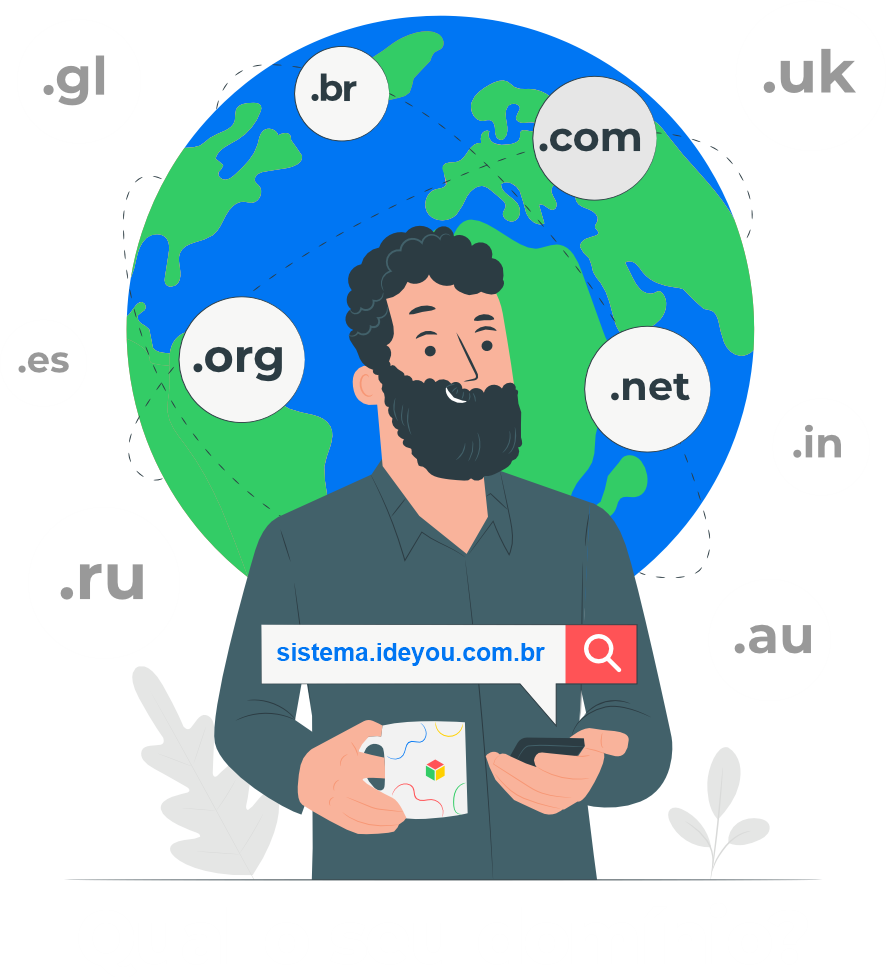 .gl
.br
.uk
.com
.es
.org
.net
.in
.ru
.au
sistema.ideyou.com.br